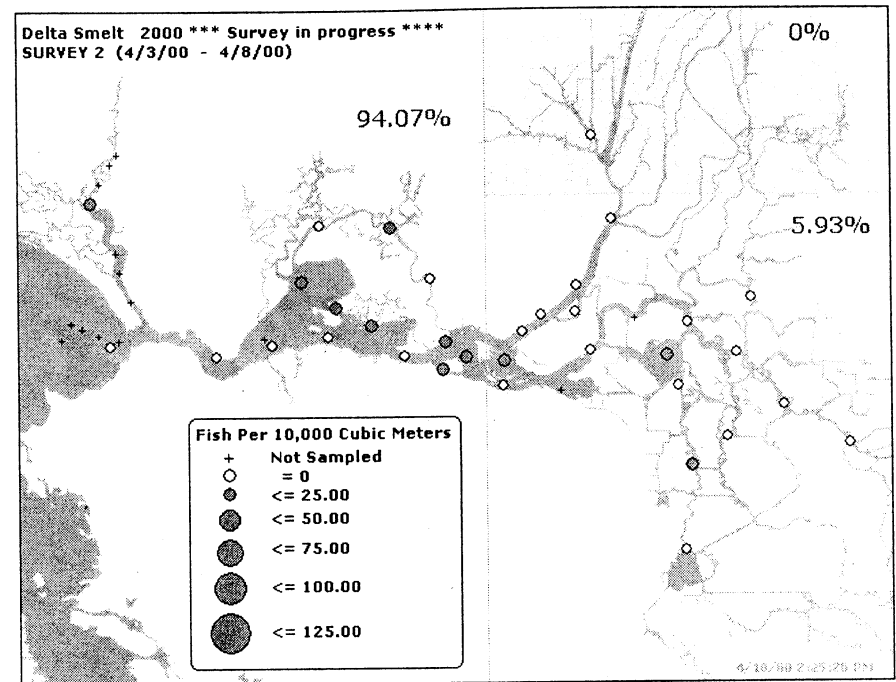 Delta Smelt 2000 *** Survey in progress ****
SURVEY 2 (4/3/00 - 4/8/00)
0%
94.07%
5.93%
Fish Per 10,000 Cubic Meters
+ Not Sampled
= 0
<= 25.00
<= 50.00
<= 75.00
<= 100.00
<= 125.00
PM